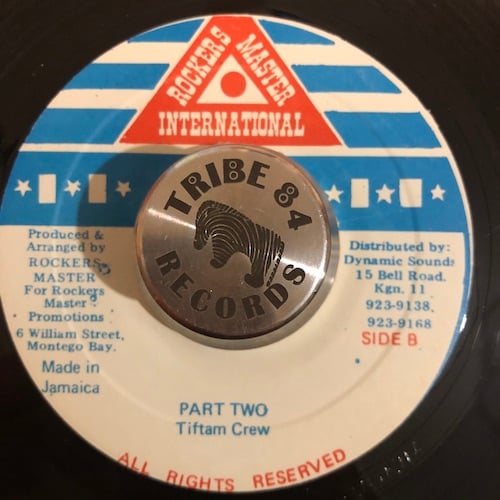 ROCKERS MASTER
INTERNATIONAL
TRIBE 84
RECORDS
Produced &
Arranged by
ROCKERS
MASTER
For Rockers
Master
Promotions
6 William Street,
Montego Bay.
Made in
Jamaica
Distributed by:
Dynamic Sounds
15 Bell Road.
Kgn. 11
923-9138,
923-9168
SIDE B
PART TWO
Tiftam Crew
ALL RIGHTS RESERVED